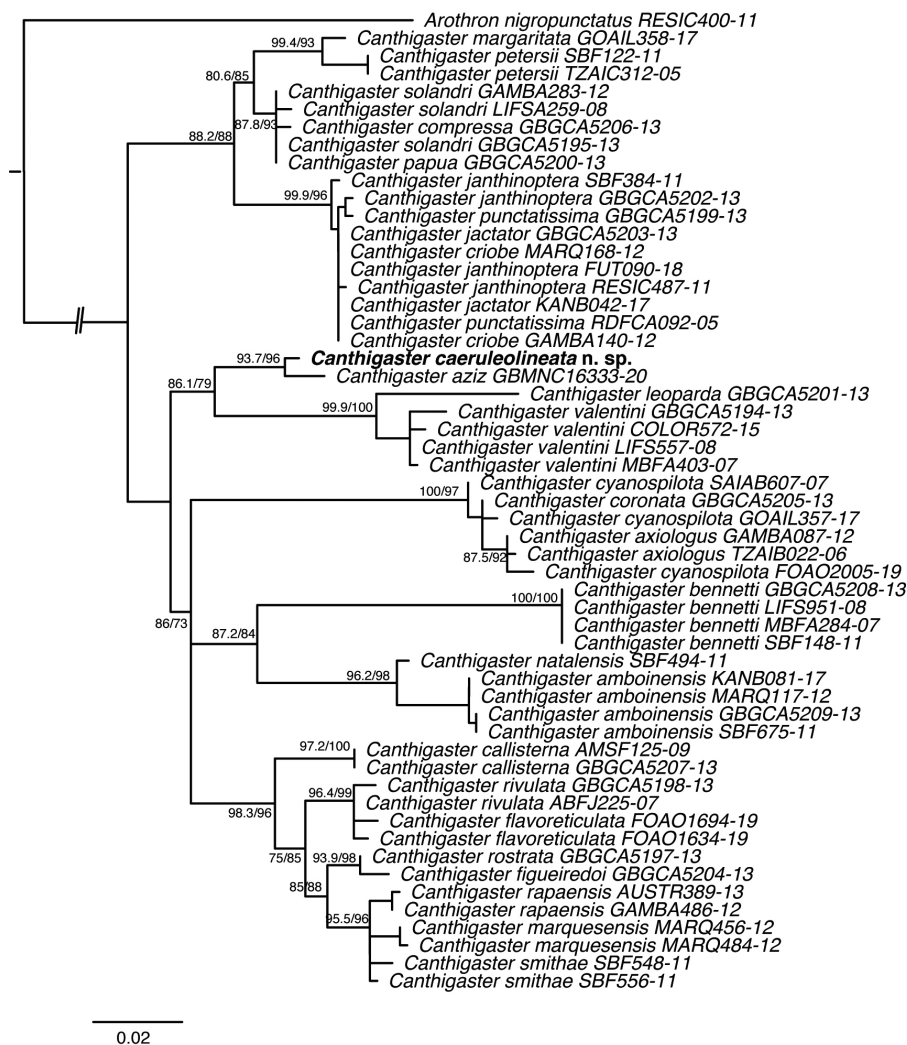 Arothron nigropunctatus RESIC400-11
99.4/93
Canthigaster margaritata GOAIL358-17
Canthigaster petersii SBF122-11
Canthigaster petersii TZAIC312-05
80.6/85
Canthigaster solandri GAMBA283-12
Canthigaster solandri LIFSA259-08
87.8/93
Canthigaster compressa GBGCA5206-13
88.2/88
Canthigaster solandri GBGCA5195-13
Canthigaster papua GBGCA5200-13
Canthigaster janthinoptera SBF384-11
99.9/96
Canthigaster janthinoptera GBGCA5202-13
Canthigaster punctatissima GBGCA5199-13
Canthigaster jactator GBGCA5203-13
Canthigaster criobe MARQ168-12
Canthigaster janthinoptera FUT090-18
Canthigaster janthinoptera RESIC487-11
Canthigaster jactator KANB042-17
Canthigaster punctatissima RDFCA092-05
Canthigaster criobe GAMBA140-12
93.7/96
Canthigaster caeruleolineata n. sp.
Canthigaster aziz GBMNC16333-20
86.1/79
Canthigaster leoparda GBGCA5201-13
99.9/100
Canthigaster valentini GBGCA5194-13
Canthigaster valentini COLOR572-15
Canthigaster valentini LIFS557-08
Canthigaster valentini MBFA403-07
Canthigaster cyanospilota SAIAB607-07
100/97
Canthigaster coronata GBGCA5205-13
Canthigaster cyanospilota GOAIL357-17
Canthigaster axiologus GAMBA087-12
87.5/92
Canthigaster axiologus TZAIB022-06
Canthigaster cyanospilota FOAO2005-19
Canthigaster bennetti GBGCA5208-13
100/100
Canthigaster bennetti LIFS951-08
86/73
Canthigaster bennetti MBFA284-07
87.2/84
Canthigaster bennetti SBF148-11
Canthigaster natalensis SBF494-11
96.2/98
Canthigaster amboinensis KANB081-17
Canthigaster amboinensis MARQ117-12
Canthigaster amboinensis GBGCA5209-13
Canthigaster amboinensis SBF675-11
97.2/100
Canthigaster callisterna AMSF125-09
Canthigaster callisterna GBGCA5207-13
Canthigaster rivulata GBGCA5198-13
96.4/99
Canthigaster rivulata ABFJ225-07
98.3/96
Canthigaster flavoreticulata FOAO1694-19
Canthigaster flavoreticulata FOAO1634-19
75/85
93.9/98
Canthigaster rostrata GBGCA5197-13
Canthigaster figueiredoi GBGCA5204-13
85/88
Canthigaster rapaensis AUSTR389-13
Canthigaster rapaensis GAMBA486-12
95.5/96
Canthigaster marquesensis MARQ456-12
Canthigaster marquesensis MARQ484-12
Canthigaster smithae SBF548-11
Canthigaster smithae SBF556-11
0.02